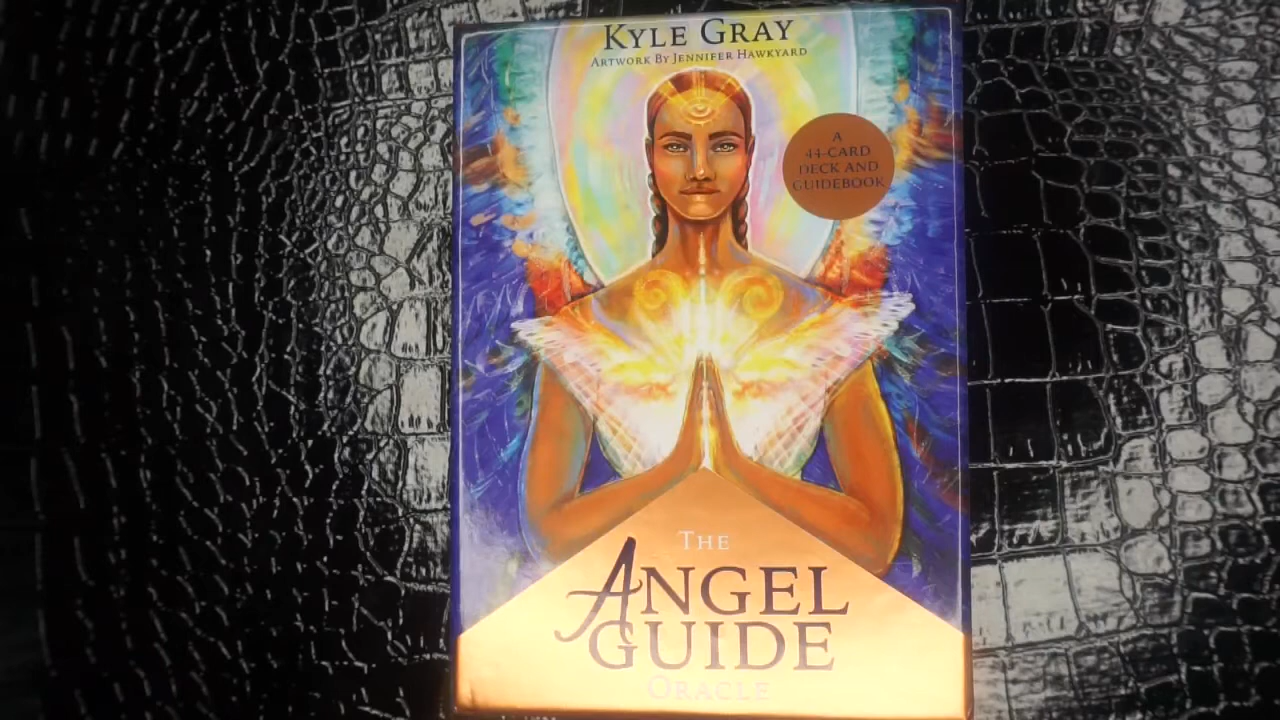 KYLE GRAY
ARTWORK BY JENNIFER HAWKYARD
A
44-CARD
DECK AND
GUIDEBOOK
THE
ANGEL
GUIDE
ORACLE